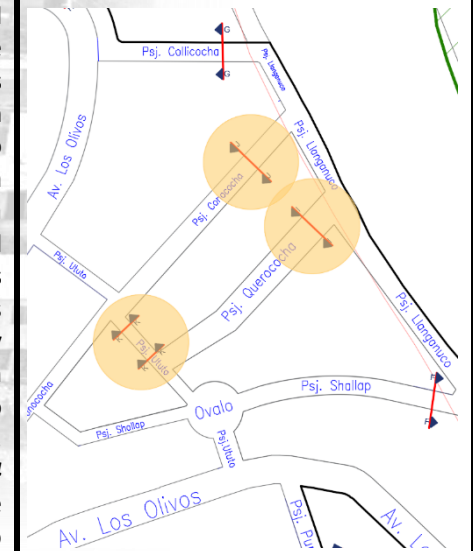 G
Psj. Collicocha
Psj. Llanganuco
G
Av. Los Olivos
Psj. Llanganuco
Psj. Conococha
Psj. Ututo
Psj. Querococha
Psj. Llanganuco
Psj. Ututo
Psj. Shallap
Ovalo
Psj. Shallap
Psj.Ututo
Av. Los Olivos